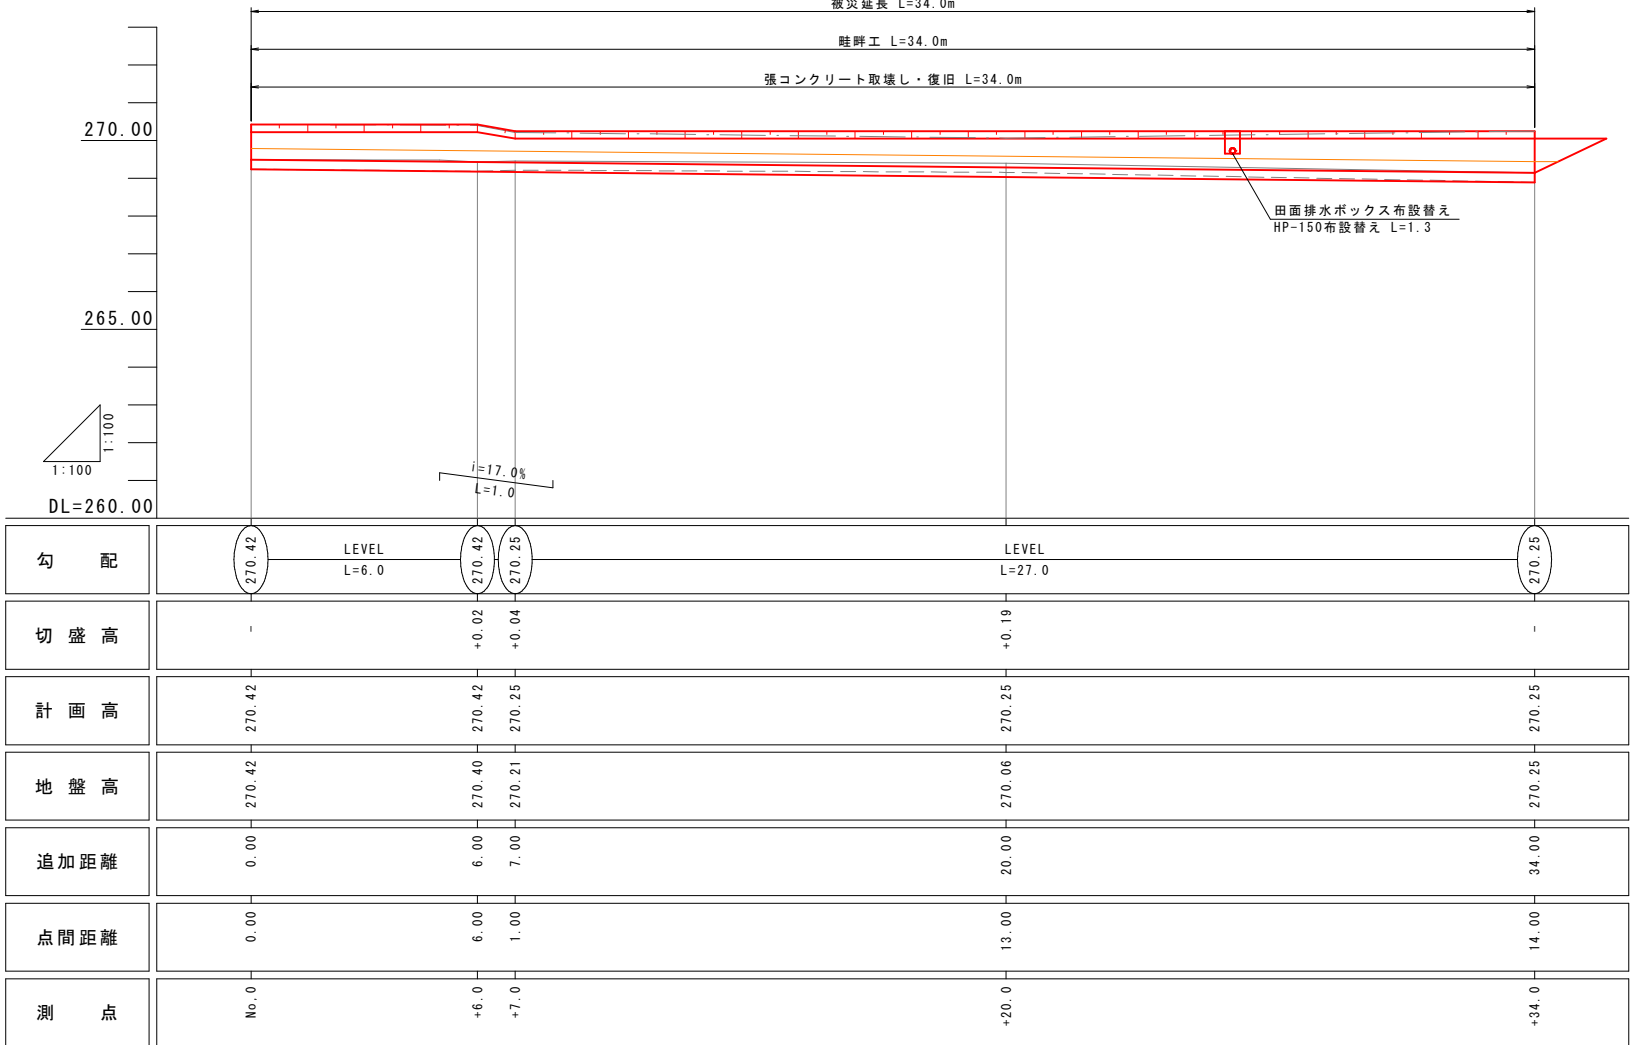 被災延長 L=34.0m
畦畔工 L=34.0m
張コンクリート取壊し・復旧 L=34.0m
270.00
田面排水ボックス布設替え
HP-150布設替え L=1.3
265.00
1:100
1:100
i=17.0%
L=1.0
DL=260.00
勾 配
270.42
LEVEL
L=6.0
270.42
270.25
LEVEL
L=27.0
270.25
切 盛 高
-
+0.02
+0.04
+0.19
-
計 画 高
270.42
270.42
270.25
270.25
270.25
地 盤 高
270.42
270.40
270.21
270.06
270.25
追加距離
0.00
6.00
7.00
20.00
34.00
点間距離
0.00
6.00
1.00
13.00
14.00
測 点
No.0
+6.0
+7.0
+20.0
+34.0